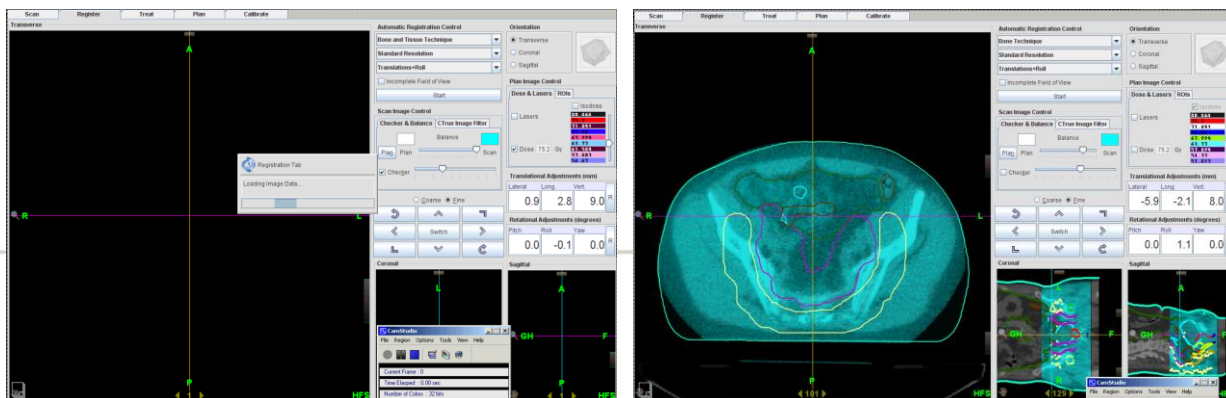 Scan Register Treat Plan Calibrate
Transverse
A
R
L
P
1
HFS
Automatic Registration Control
Bone and Tissue Technique
Standard Resolution
Translations+Roll
Incomplete Field of View
Start
Scan Image Control
Checker & Balance CTrue Image Filter
Balance
Flag Plan Scan
Checker
Coarse Fine
Switch
Orientation
Transverse
Coronal
Sagittal
Plan Image Control
Dose & Lasers ROIs
Isodose
Lasers
Dose 75.2 Gy
Translational Adjustments (mm)
Lateral Long. Vert.
0.9 2.8 9.0 R
Rotational Adjustments (degrees)
Pitch Roll Yaw
0.0 -0.1 0.0 R
Registration Tab
Loading Image Data...
Coronal
L
Sagittal
A
GH F
P
1
HFS
CamStudio
File Region Options Tools View Help
Current Frame : 0
Time Elapsed : 0.00 sec
Number of Colors : 32 bits
Scan Register Treat Plan Calibrate
Transverse
A
R
L
P
101
HFS
Automatic Registration Control
Bone Technique
Standard Resolution
Translations+Roll
Incomplete Field of View
Start
Scan Image Control
Checker & Balance CTrue Image Filter
Balance
Flag Plan Scan
Checker
Coarse Fine
Switch
Orientation
Transverse
Coronal
Sagittal
Plan Image Control
Dose & Lasers ROIs
Isodose
Lasers
Dose 75.2 Gy
Translational Adjustments (mm)
Lateral Long. Vert.
-5.9 -2.1 8.0
Rotational Adjustments (degrees)
Pitch Roll Yaw
0.0 1.1 0.0
Coronal
L
GH F
R
129
Sagittal
A
GH F
CamStudio
File Region Options Tools View Help